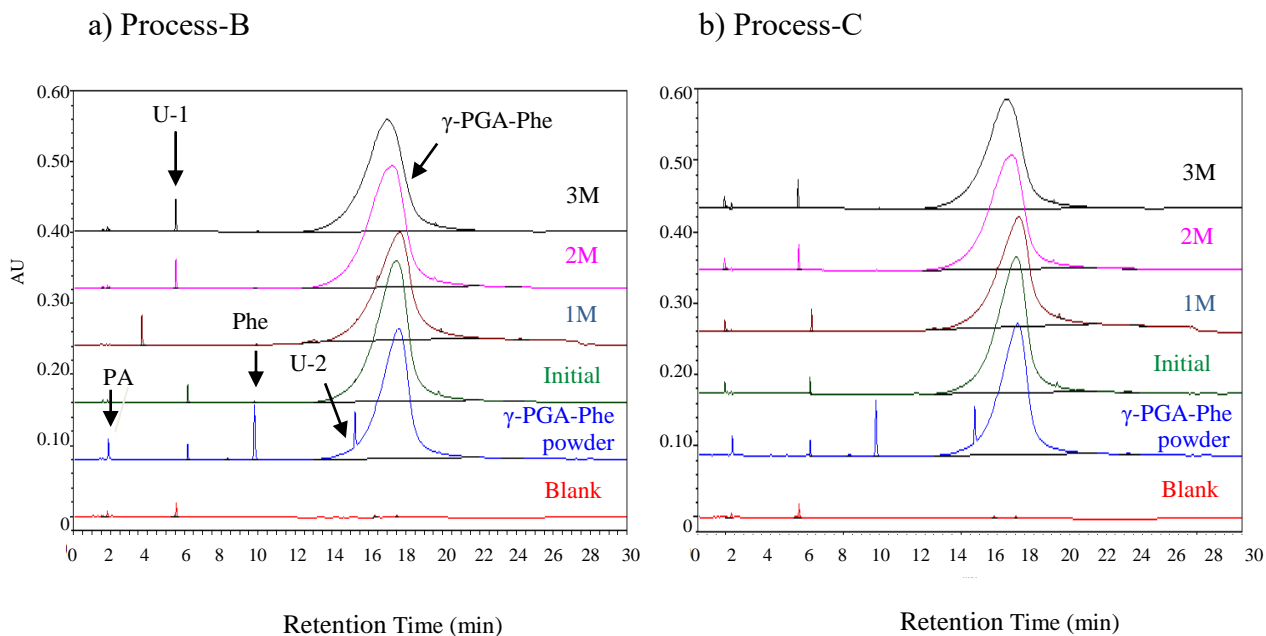 a) Process-B
b) Process-C
0.60
0.50
0.40
0.30
0.20
0.10
0
AU
U-1
γ-PGA-Phe
3M
2M
1M
Phe
U-2
Initial
PA
γ-PGA-Phe
powder
Blank
0 2 4 6 8 10 12 14 16 18 20 22 24 26 28 30
Retention Time (min)
0.60
0.50
0.40
0.30
0.20
0.10
0
3M
2M
1M
Initial
γ-PGA-Phe
powder
Blank
0 2 4 6 8 10 12 14 16 18 20 22 24 26 28 30
Retention Time (min)